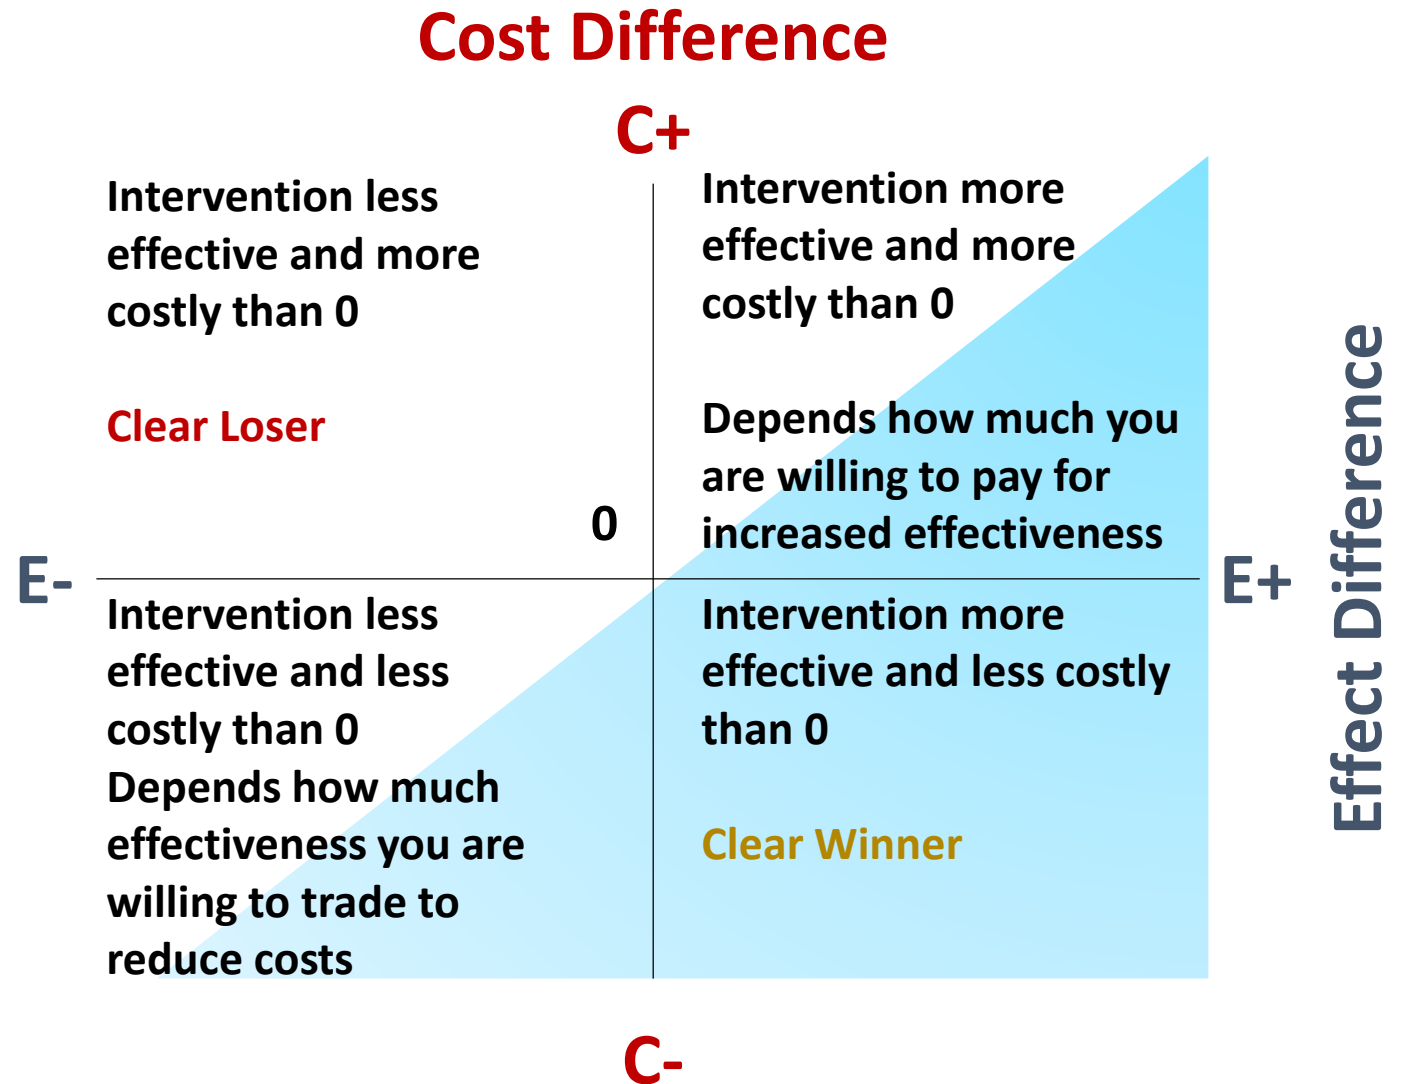 Cost Difference
C+
Intervention less
effective and more
costly than 0
Clear Loser
Intervention more
effective and more
costly than 0
Depends how much you
are willing to pay for
increased effectiveness
0
E-
E+
Effect Difference
Intervention less
effective and less
costly than 0
Depends how much
effectiveness you are
willing to trade to
reduce costs
Intervention more
effective and less costly
than 0
Clear Winner
C-